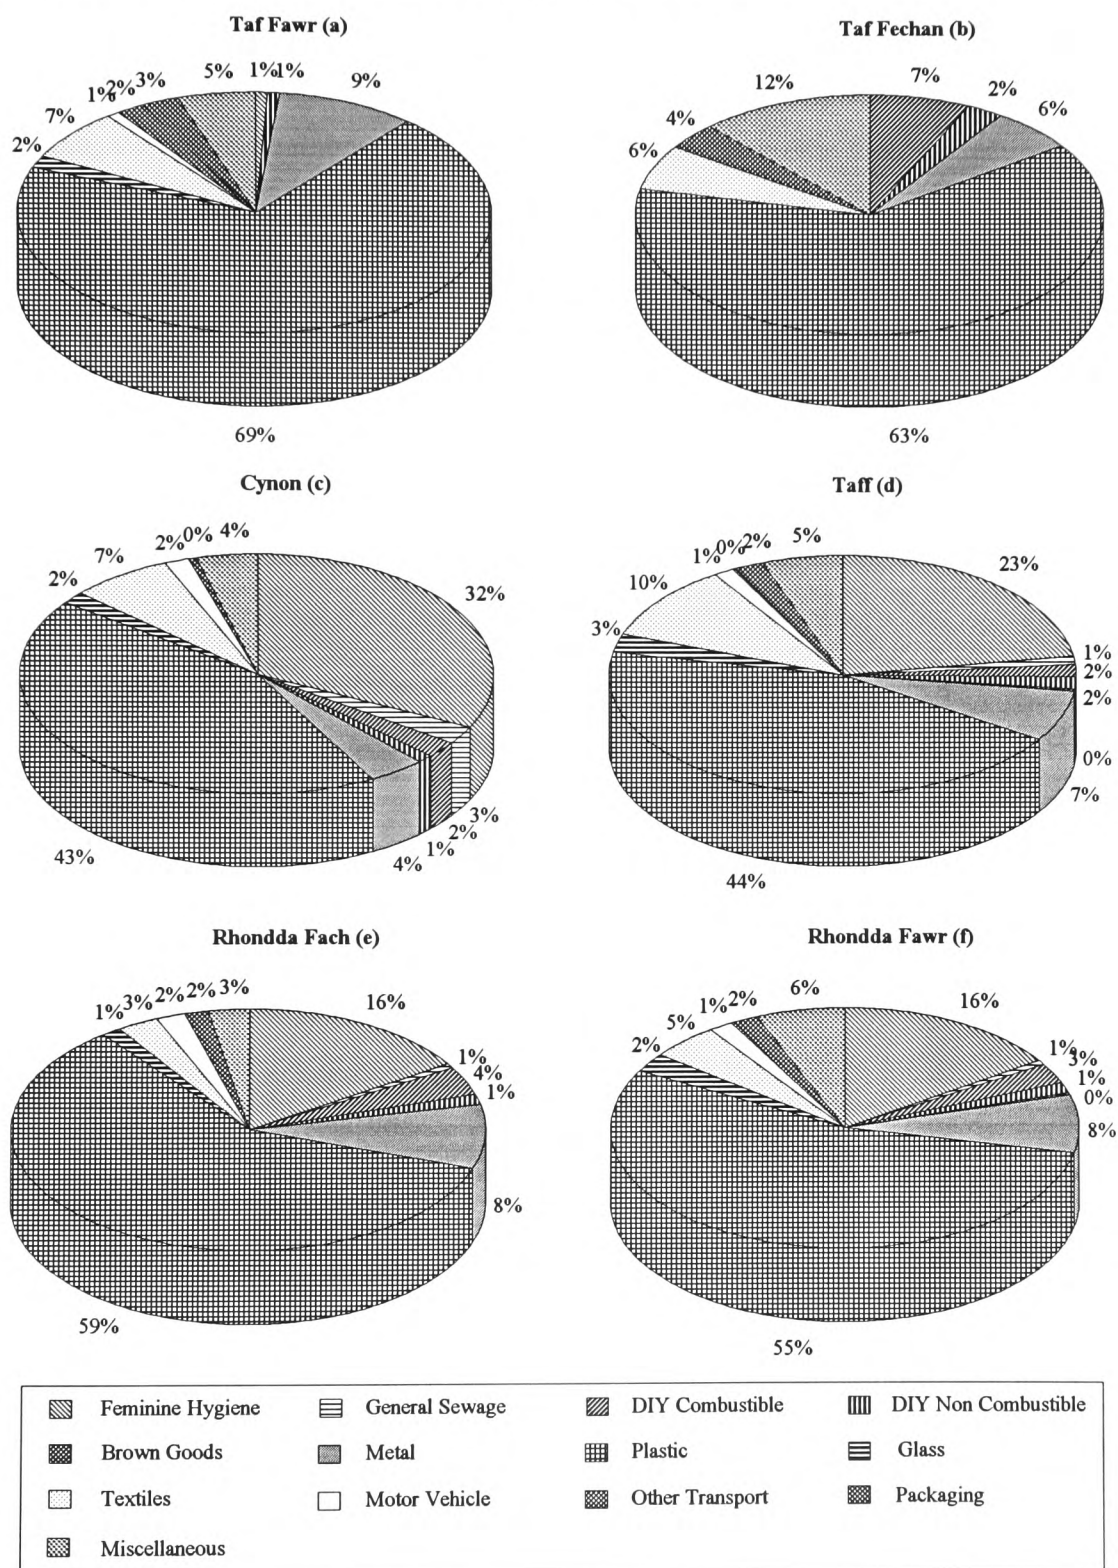 Taf Fawr (a)
Taf Fechan (b)
1% 1% 9% 69% 2% 7% 1% 2% 3% 5%
7% 2% 6% 63% 6% 4% 12%
Cynon (c)
Taff (d)
32% 3% 2% 1% 4% 43% 2% 7% 2% 0% 4%
23% 1% 2% 2% 0% 7% 44% 3% 10% 1% 0% 2% 5%
Rhondda Fach (e)
Rhondda Fawr (f)
16% 1% 4% 1% 8% 59% 1% 3% 2% 2% 3%
16% 1% 3% 1% 0% 8% 55% 2% 5% 1% 2% 6%
Feminine Hygiene General Sewage DIY Combustible DIY Non Combustible
Brown Goods Metal Plastic Glass
Textiles Motor Vehicle Other Transport Packaging
Miscellaneous